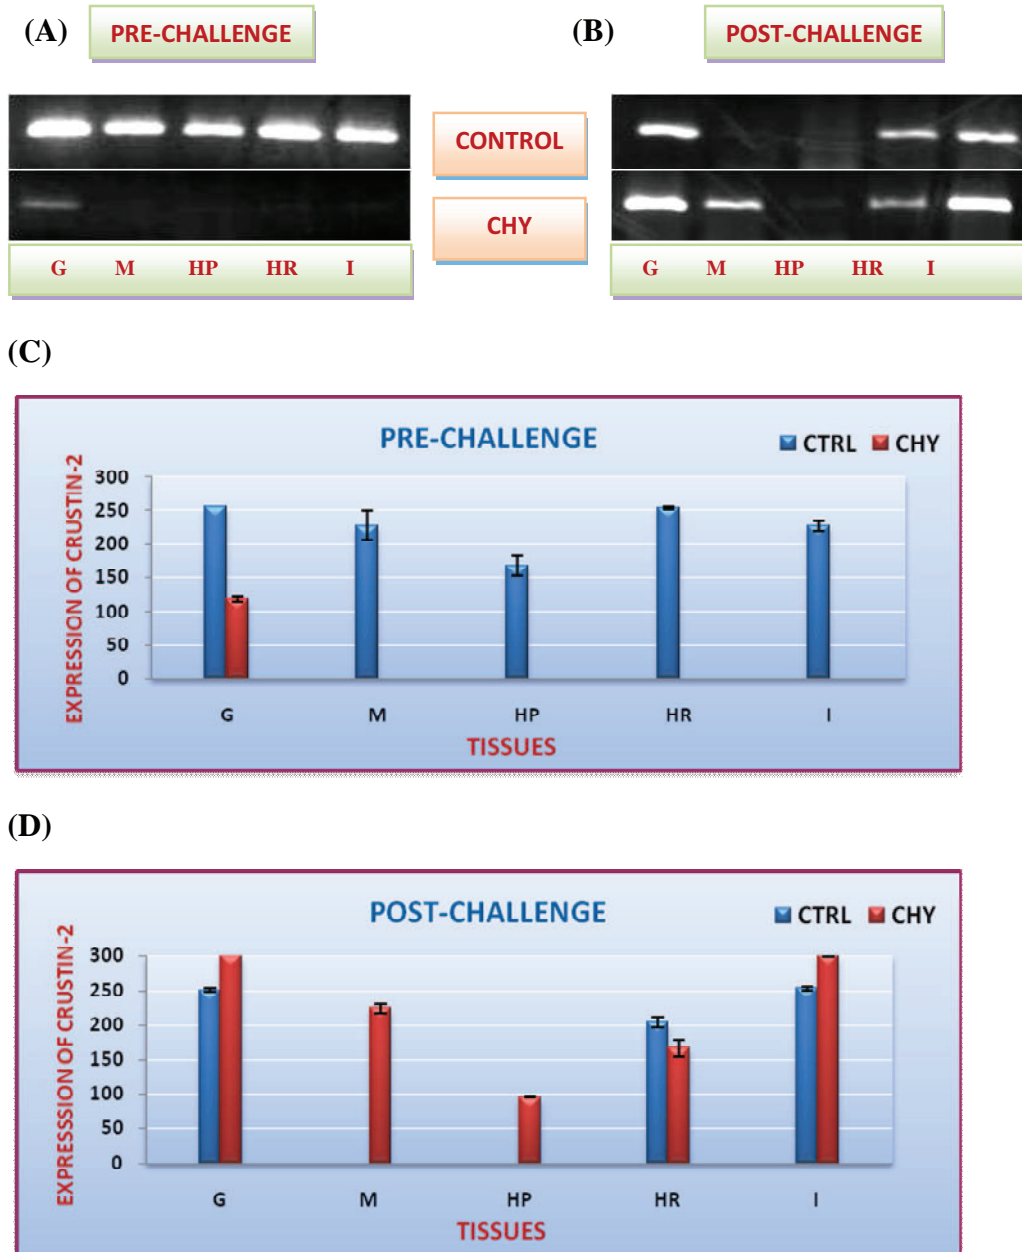 (A) PRE-CHALLENGE (B) POST-CHALLENGE
CONTROL
CHY
G M HP HR I G M HP HR I
(C)
PRE-CHALLENGE
CTRL CHY
EXPRESSION OF CRUSTIN-2
300
250
200
150
100
50
0
G M HP HR I
TISSUES
(D)
POST-CHALLENGE
CTRL CHY
EXPRESSSION OF CRUSTIN-2
300
250
200
150
100
50
0
G M HP HR I
TISSUES